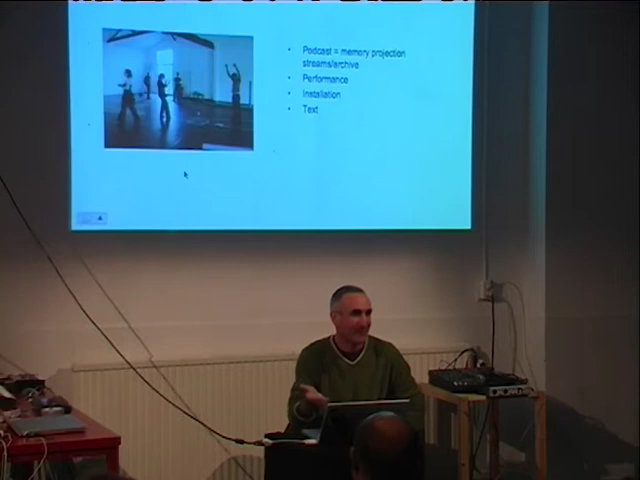 Podcast = memory projection
streams/archive
Performance
Installation
Text